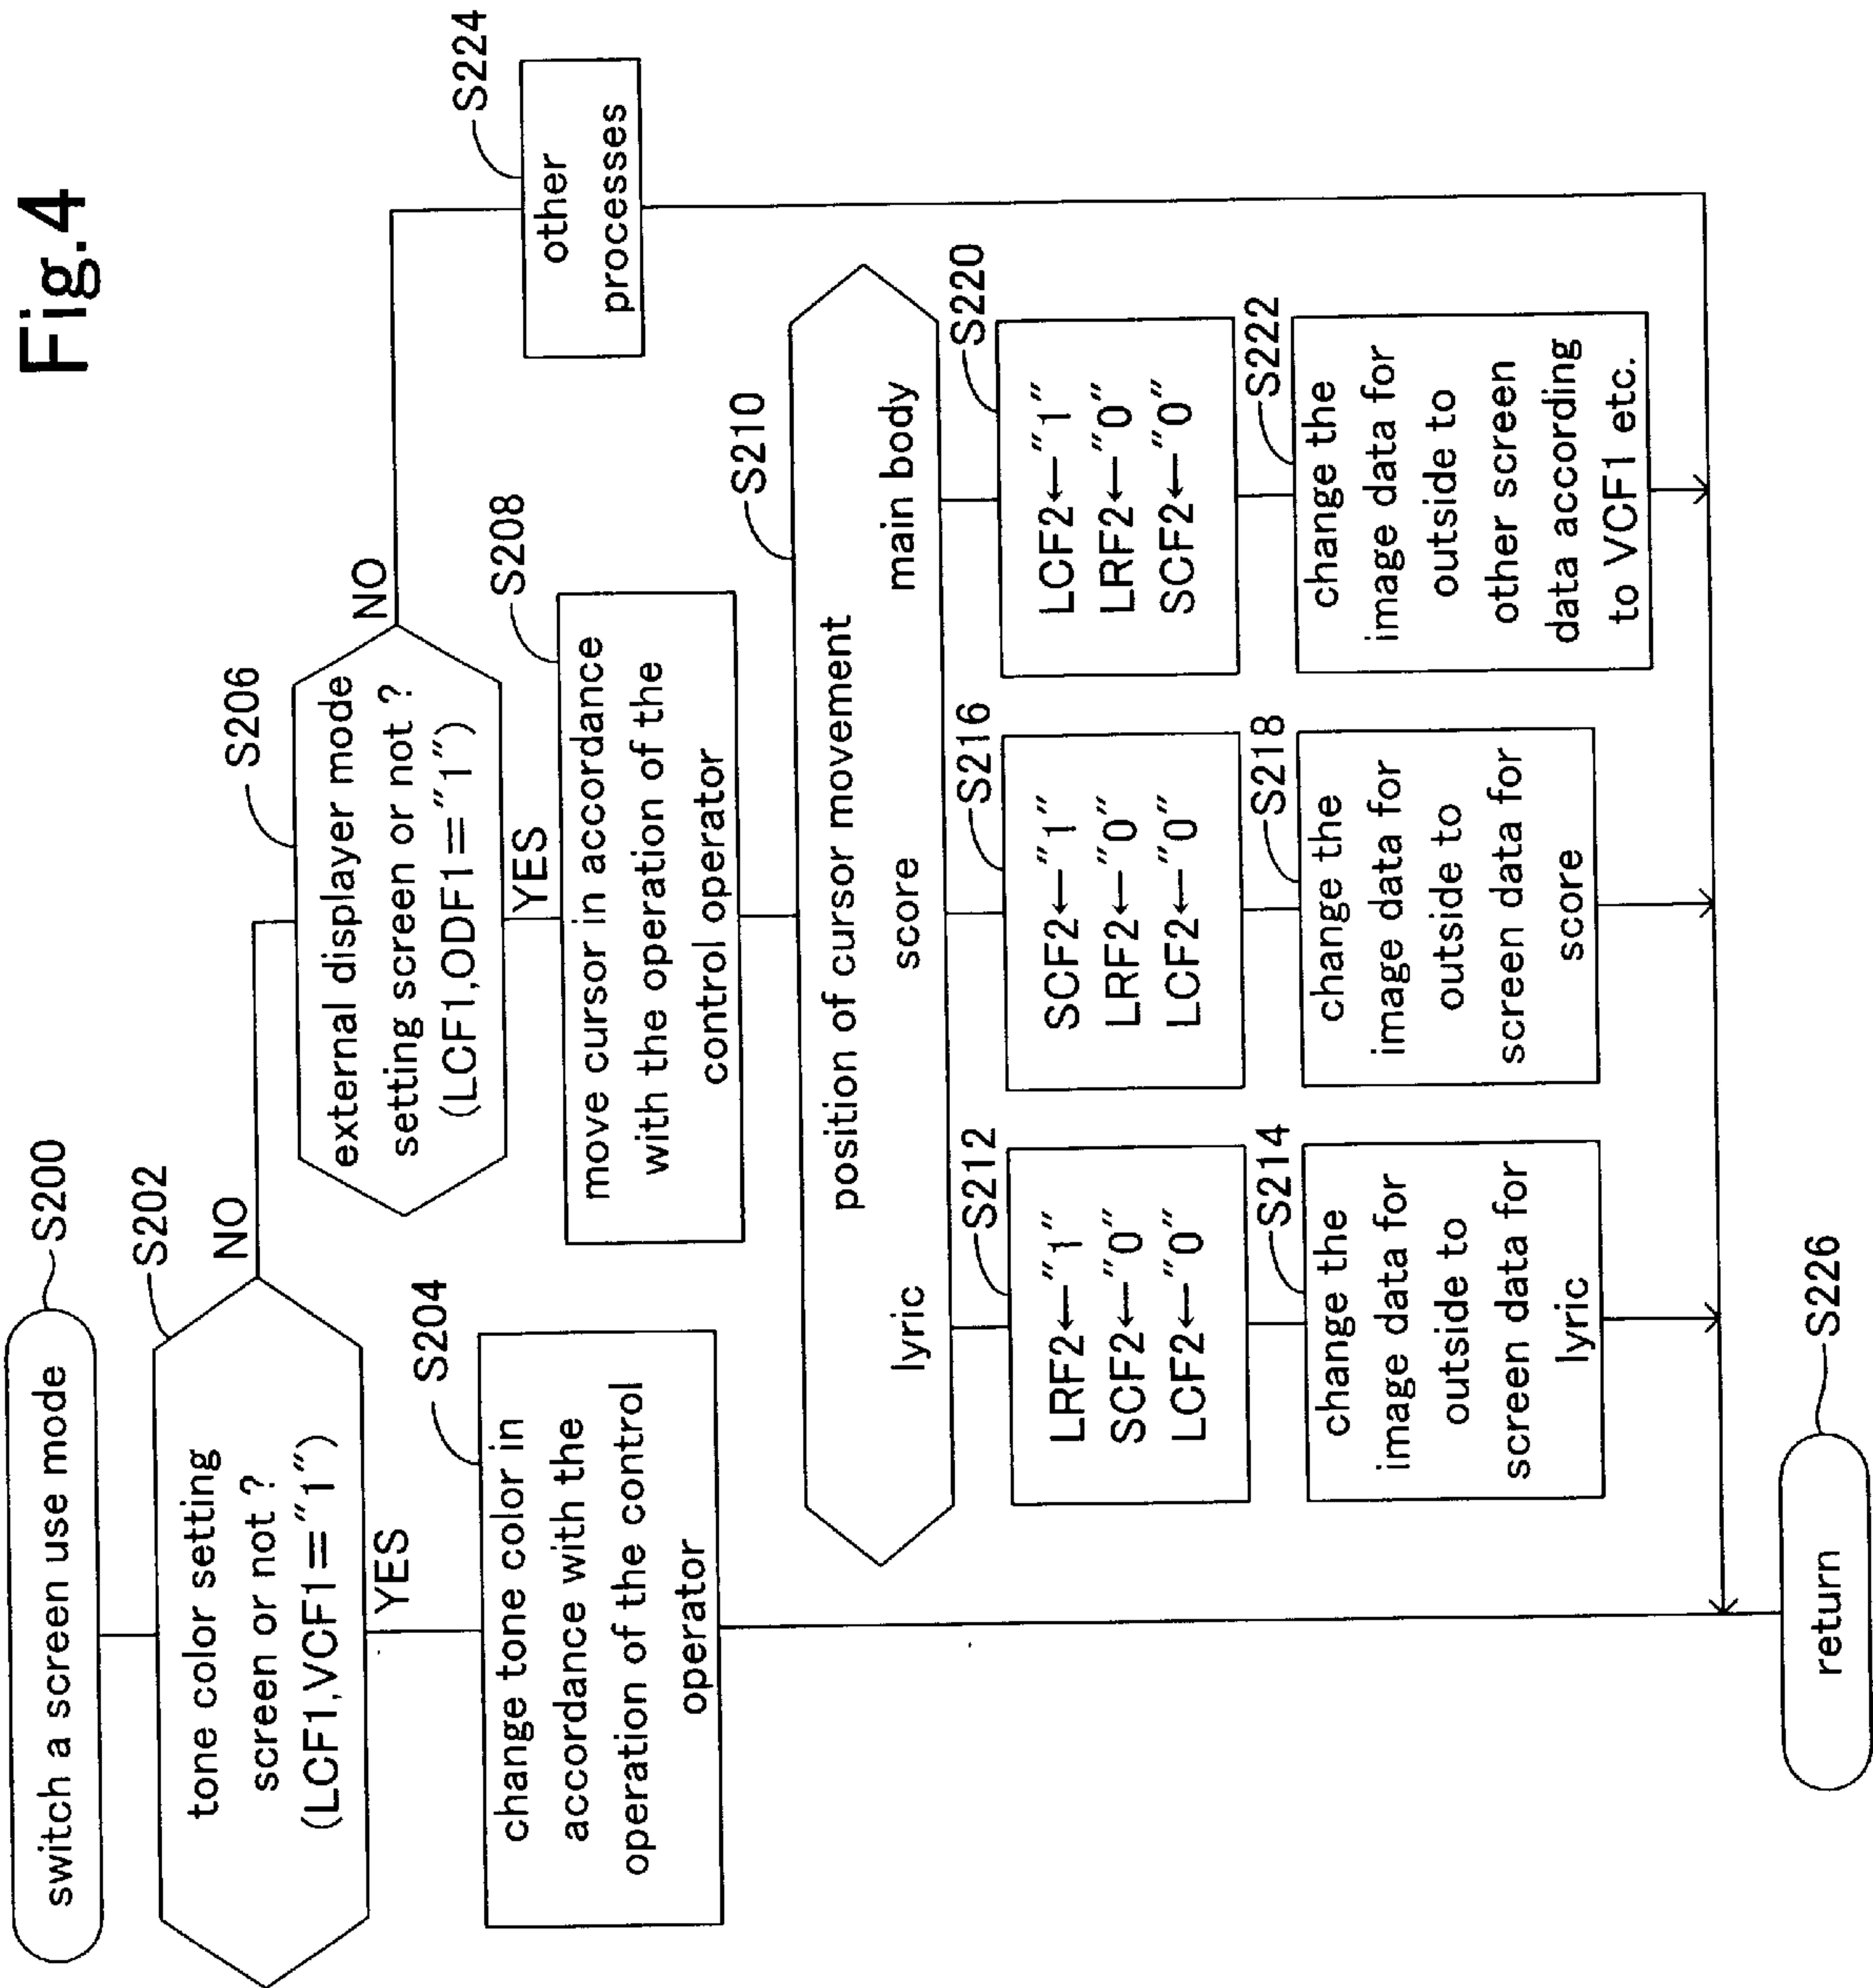 Fig.4
switch a screen use mode
S200
tone color setting
screen or not ?
(LCF1,VCF1="1")
S202
NO
YES
change tone color in
accordance with the
operation of the control
operator
S204
external displayer mode
setting screen or not ?
(LCF1,ODF1="1")
S206
NO
YES
move cursor in accordance
with the operation of the
control operator
S208
other
processes
S224
position of cursor movement
S210
lyric
score
main body
LRF2←"1"
SCF2←"0"
LCF2←"0"
S212
change the
image data for
outside to
screen data for
lyric
S214
SCF2←"1"
LRF2←"0"
LCF2←"0"
S216
change the
image data for
outside to
screen data for
score
S218
LCF2←"1"
LRF2←"0"
SCF2←"0"
S220
change the
image data for
outside to
other screen
data according
to VCF1 etc.
S222
return
S226